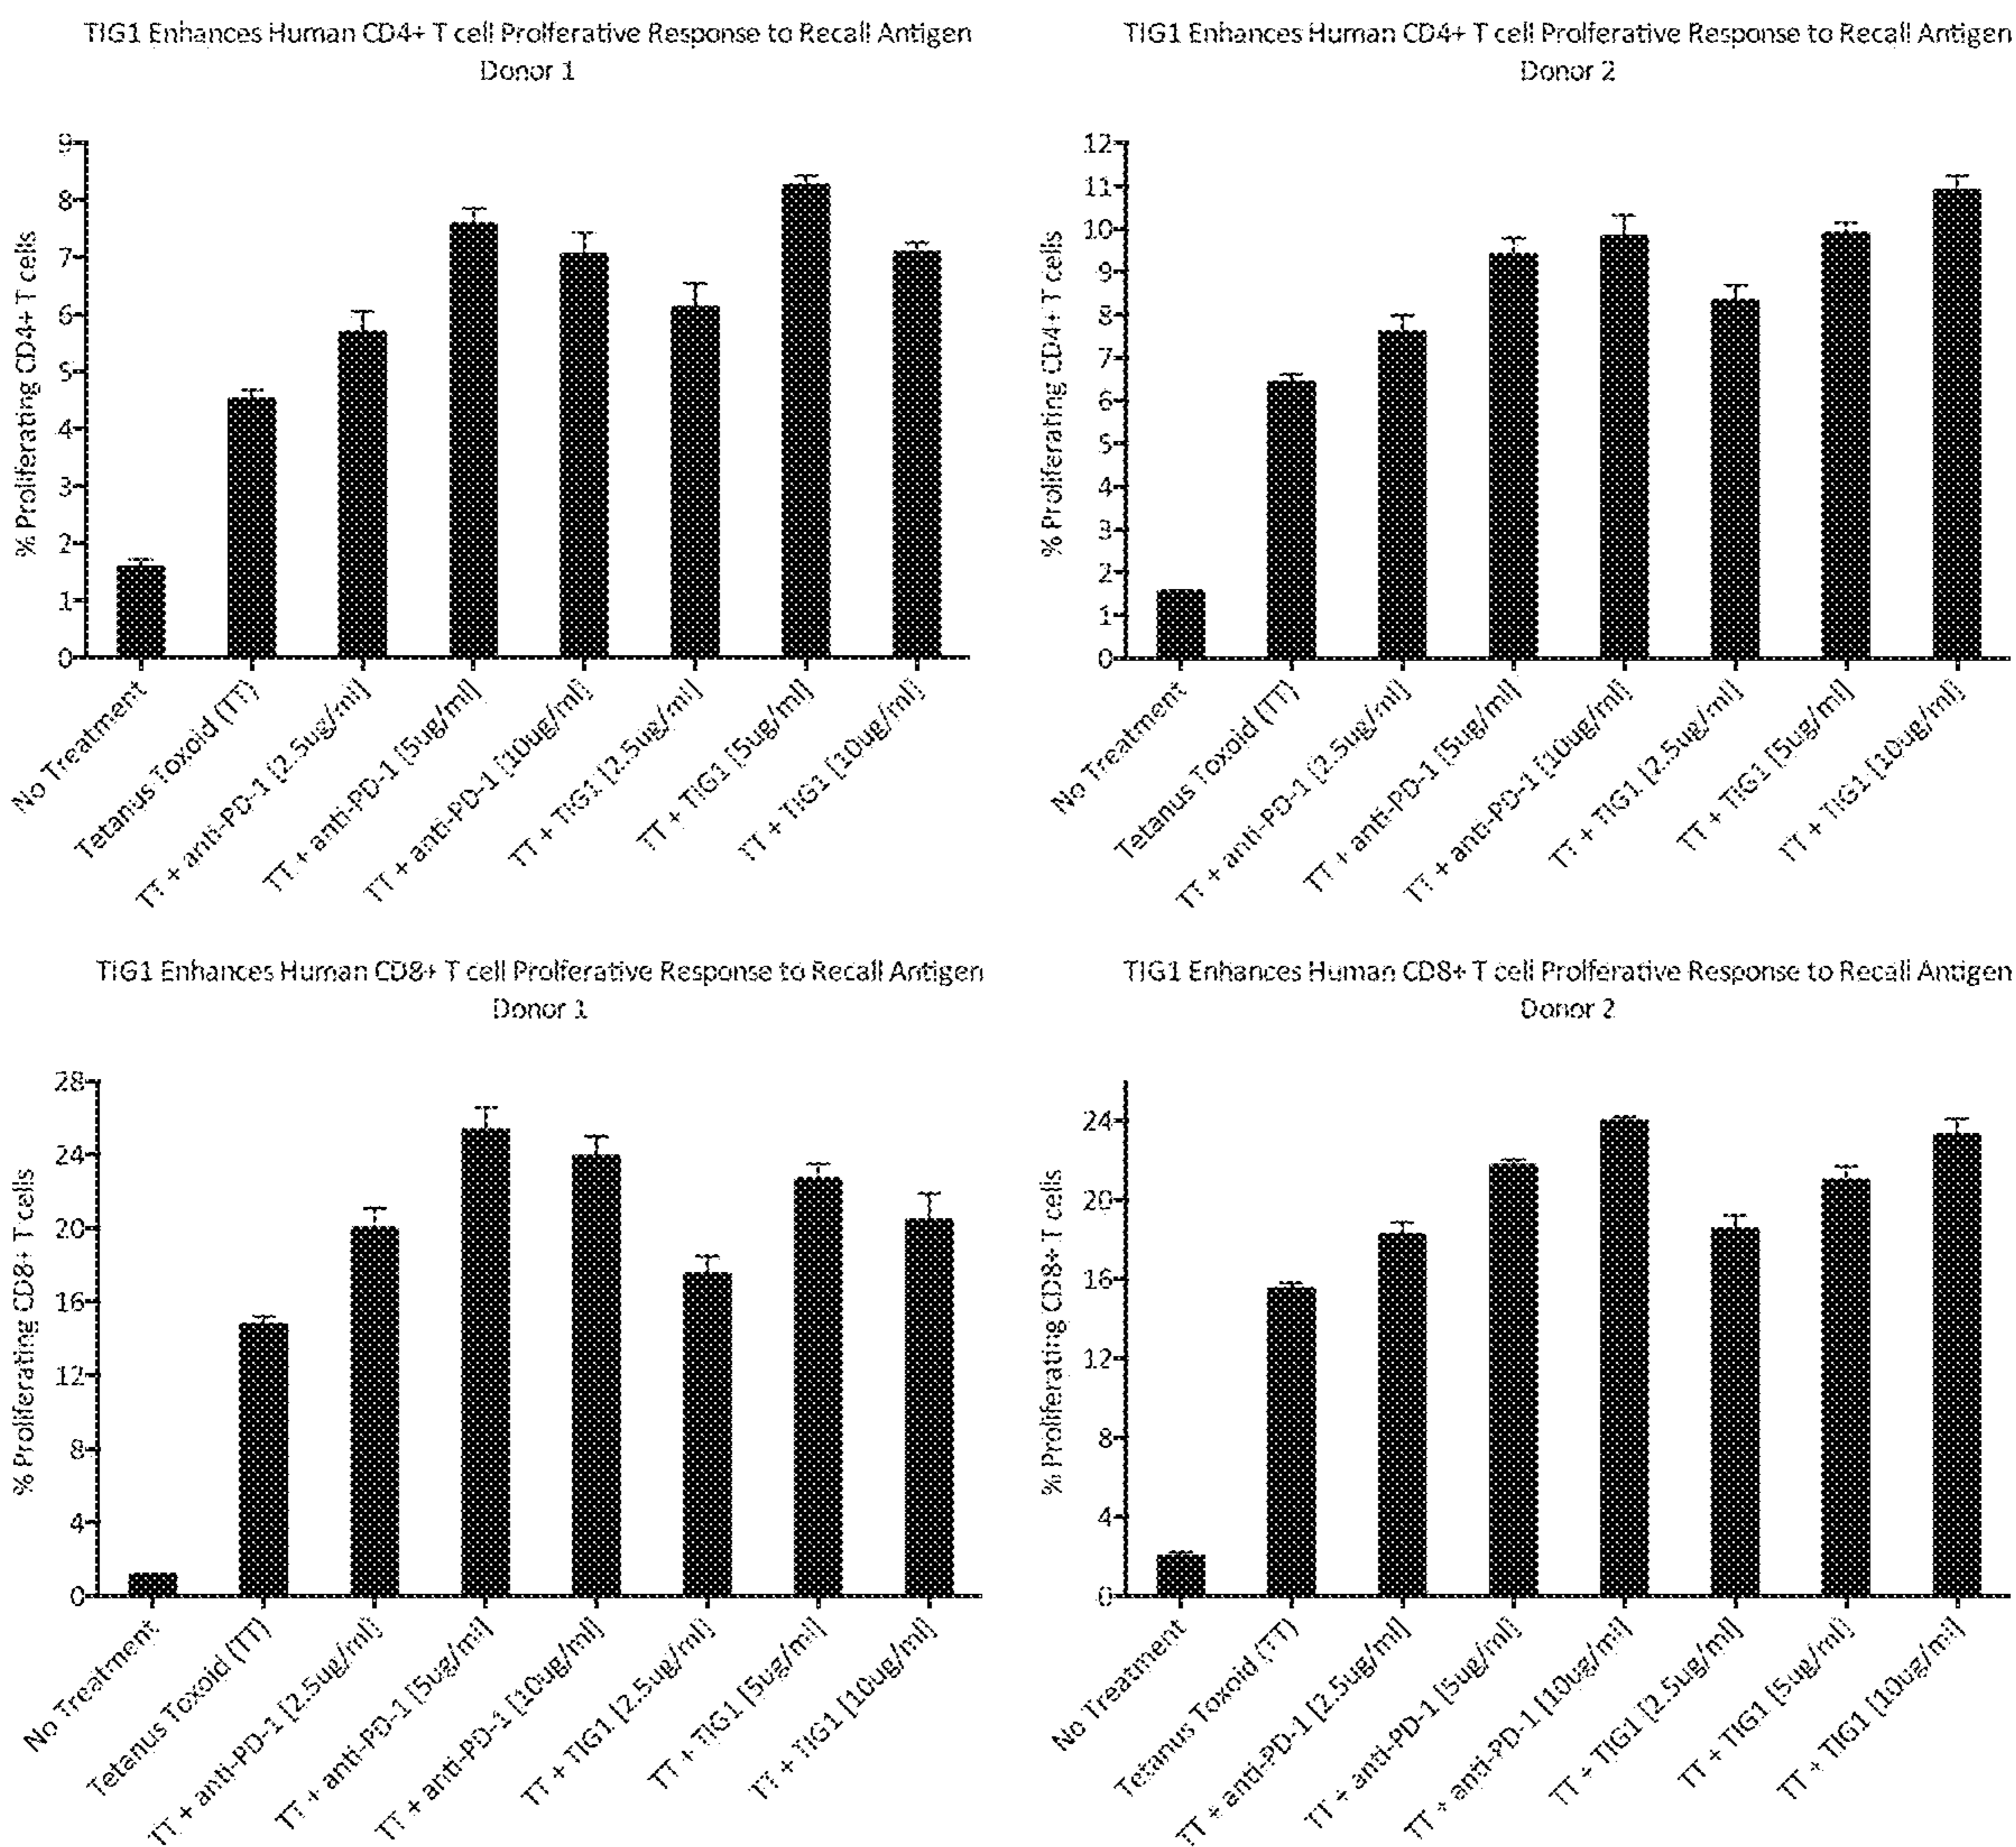 TIG1 Enhances Human CD4+ T cell Prolferative Response to Recall Antigen
Donor 1
% Proliferating CD4+ T cells
9
8
7
6
5
4
3
2
1
0
No Treatment
Tetanus Toxoid (TT)
TT + anti-PD-1 [2.5ug/ml]
TT + anti-PD-1 [5ug/ml]
TT + anti-PD-1 [10ug/ml]
TT + TIG1 [2.5ug/ml]
TT + TIG1 [5ug/ml]
TT + TIG1 [10ug/ml]
TIG1 Enhances Human CD4+ T cell Prolferative Response to Recall Antigen
Donor 2
% Proliferating CD4+ T cells
12
11
10
9
8
7
6
5
4
3
2
1
0
No Treatment
Tetanus Toxoid (TT)
TT + anti-PD-1 [2.5ug/ml]
TT + anti-PD-1 [5ug/ml]
TT + anti-PD-1 [10ug/ml]
TT + TIG1 [2.5ug/ml]
TT + TIG1 [5ug/ml]
TT + TIG1 [10ug/ml]
TIG1 Enhances Human CD8+ T cell Prolferative Response to Recall Antigen
Donor 1
% Proliferating CD8+ T cells
28
24
20
16
12
8
4
0
No Treatment
Tetanus Toxoid (TT)
TT + anti-PD-1 [2.5ug/ml]
TT + anti-PD-1 [5ug/ml]
TT + anti-PD-1 [10ug/ml]
TT + TIG1 [2.5ug/ml]
TT + TIG1 [5ug/ml]
TT + TIG1 [10ug/ml]
TIG1 Enhances Human CD8+ T cell Prolferative Response to Recall Antigen
Donor 2
% Proliferating CD8+ T cells
24
20
16
12
8
4
0
No Treatment
Tetanus Toxoid (TT)
TT + anti-PD-1 [2.5ug/ml]
TT + anti-PD-1 [5ug/ml]
TT + anti-PD-1 [10ug/ml]
TT + TIG1 [2.5ug/ml]
TT + TIG1 [5ug/ml]
TT + TIG1 [10ug/ml]